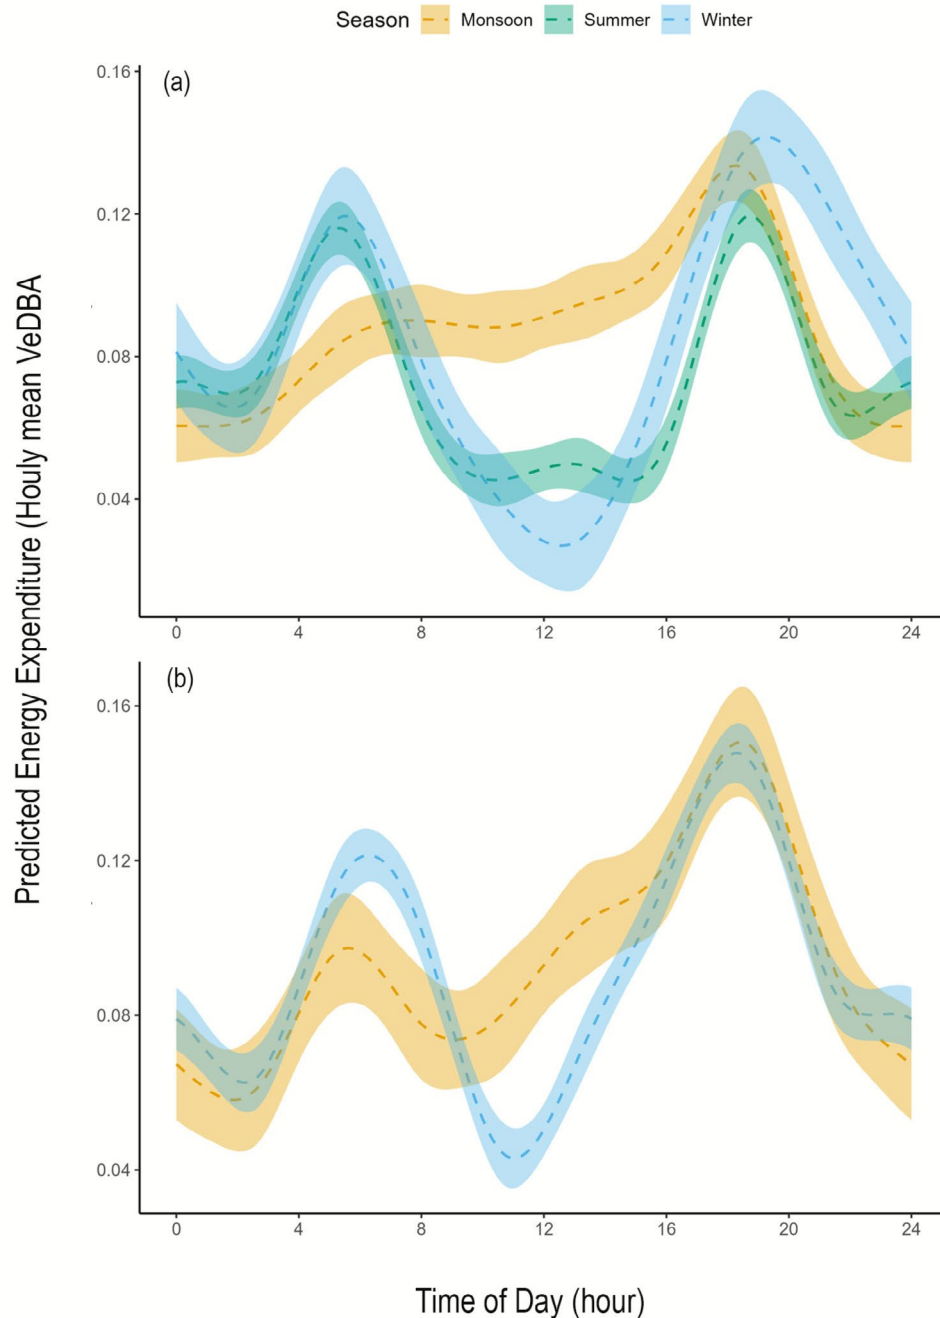 Season Monsoon Summer Winter
Predicted Energy Expenditure (Houly mean VeDBA
(a)
0.16
0.12
0.08
0.04
0 4 8 12 16 20 24
(b)
0.16
0.12
0.08
0.04
0 4 8 12 16 20 24
Time of Day (hour)